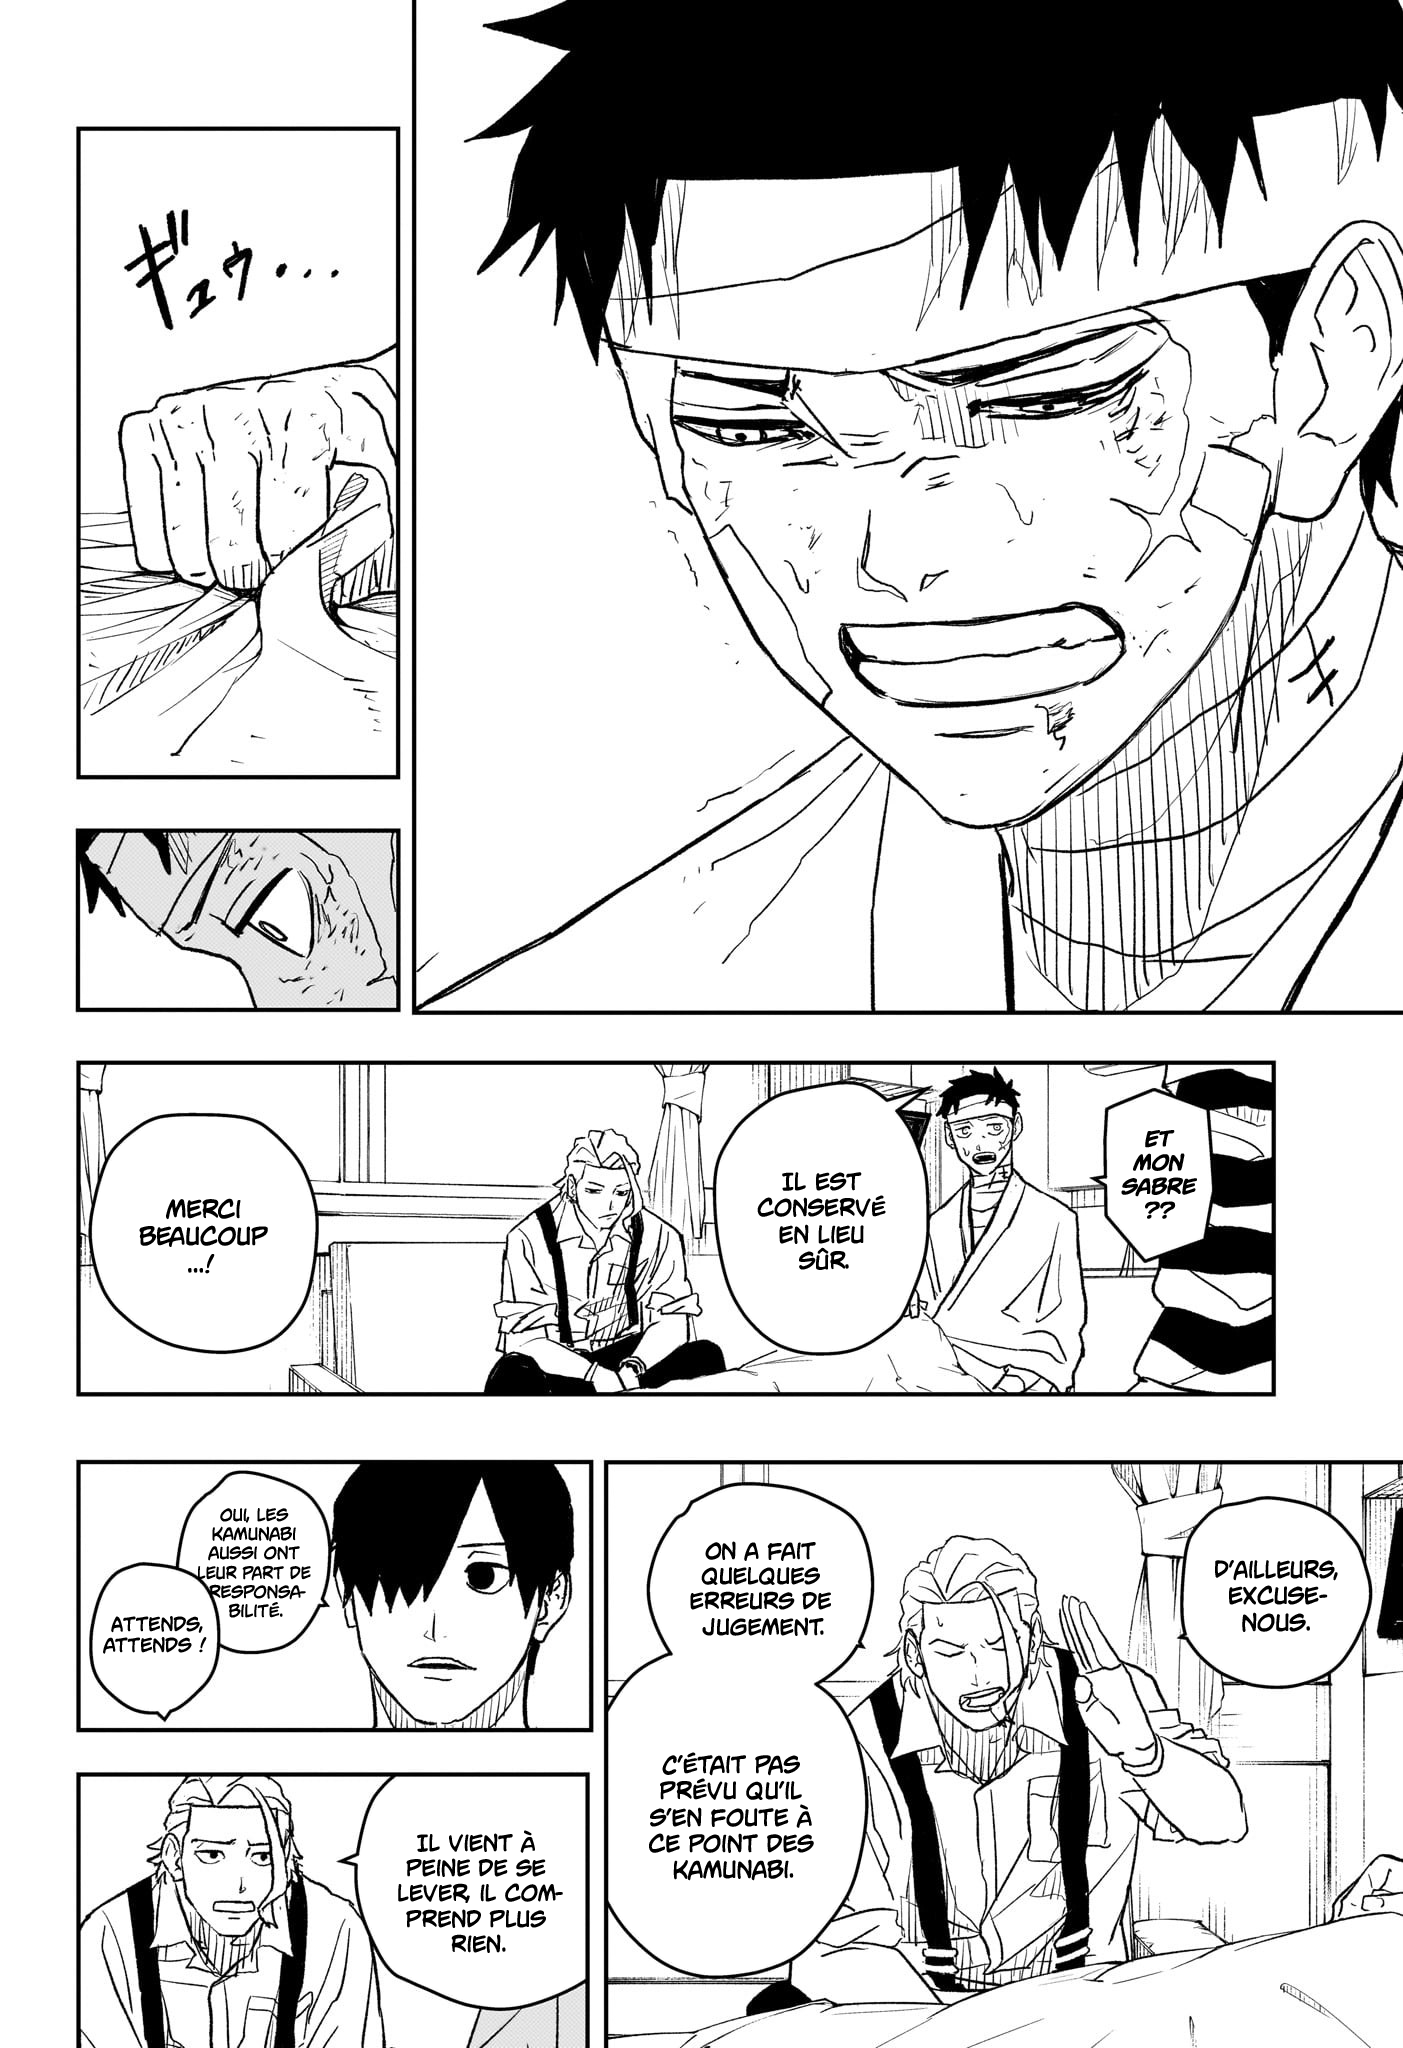 ギュウ...
ET
MON
SABRE
??
IL EST
CONSERVÉ
EN LIEU
SÛR.
MERCI
BEAUCOUP
...!
D'AILLEURS,
EXCUSE-
NOUS.
ON A FAIT
QUELQUES
ERREURS DE
JUGEMENT.
C'ÉTAIT PAS
PRÉVU QU'IL
S'EN FOUTE À
CE POINT DES
KAMUNABI.
OUI, LES
KAMUNABI
AUSSI ONT
LEUR PART DE
RESPONSA-
BILITÉ.
ATTENDS,
ATTENDS !
IL VIENT À
PEINE DE SE
LEVER, IL COM-
PREND PLUS
RIEN.